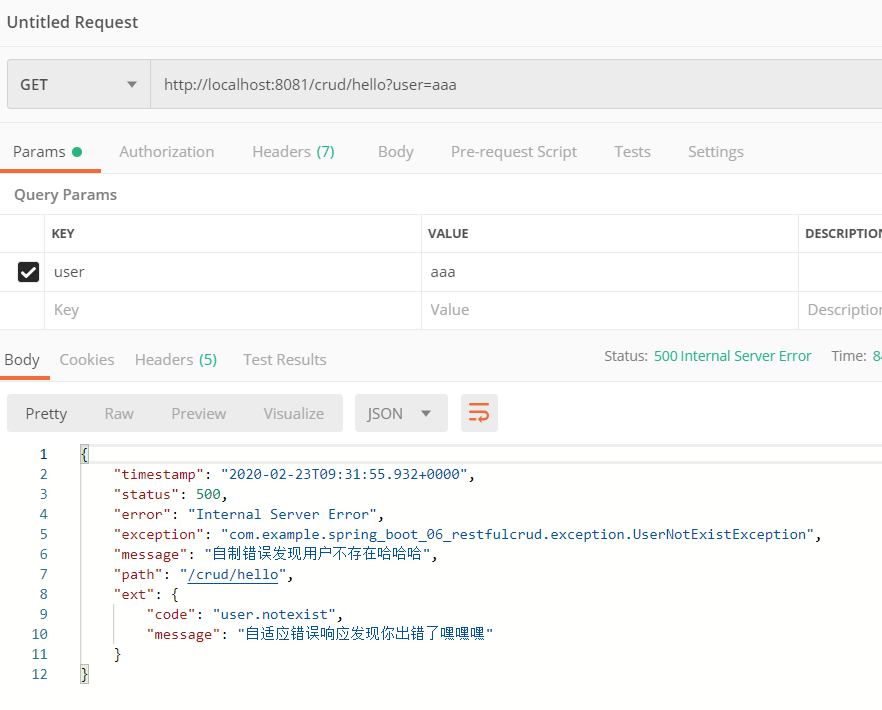 Untitled Request
GET http://localhost:8081/crud/hello?user=aaa
Params Authorization Headers (7) Body Pre-request Script Tests Settings
Query Params
KEY VALUE DESCRIPTION
user aaa
Key Value Description
Body Cookies Headers (5) Test Results Status: 500 Internal Server Error Time: 84
Pretty Raw Preview Visualize JSON
1 {
2 "timestamp": "2020-02-23T09:31:55.932+0000",
3 "status": 500,
4 "error": "Internal Server Error",
5 "exception": "com.example.spring_boot_06_restfulcrud.exception.UserNotExistException",
6 "message": "自制错误发现用户不存在哈哈哈",
7 "path": "/crud/hello",
8 "ext": {
9 "code": "user.notexist",
10 "message": "自适应错误响应发现你出错了嘿嘿嘿"
11 }
12 }